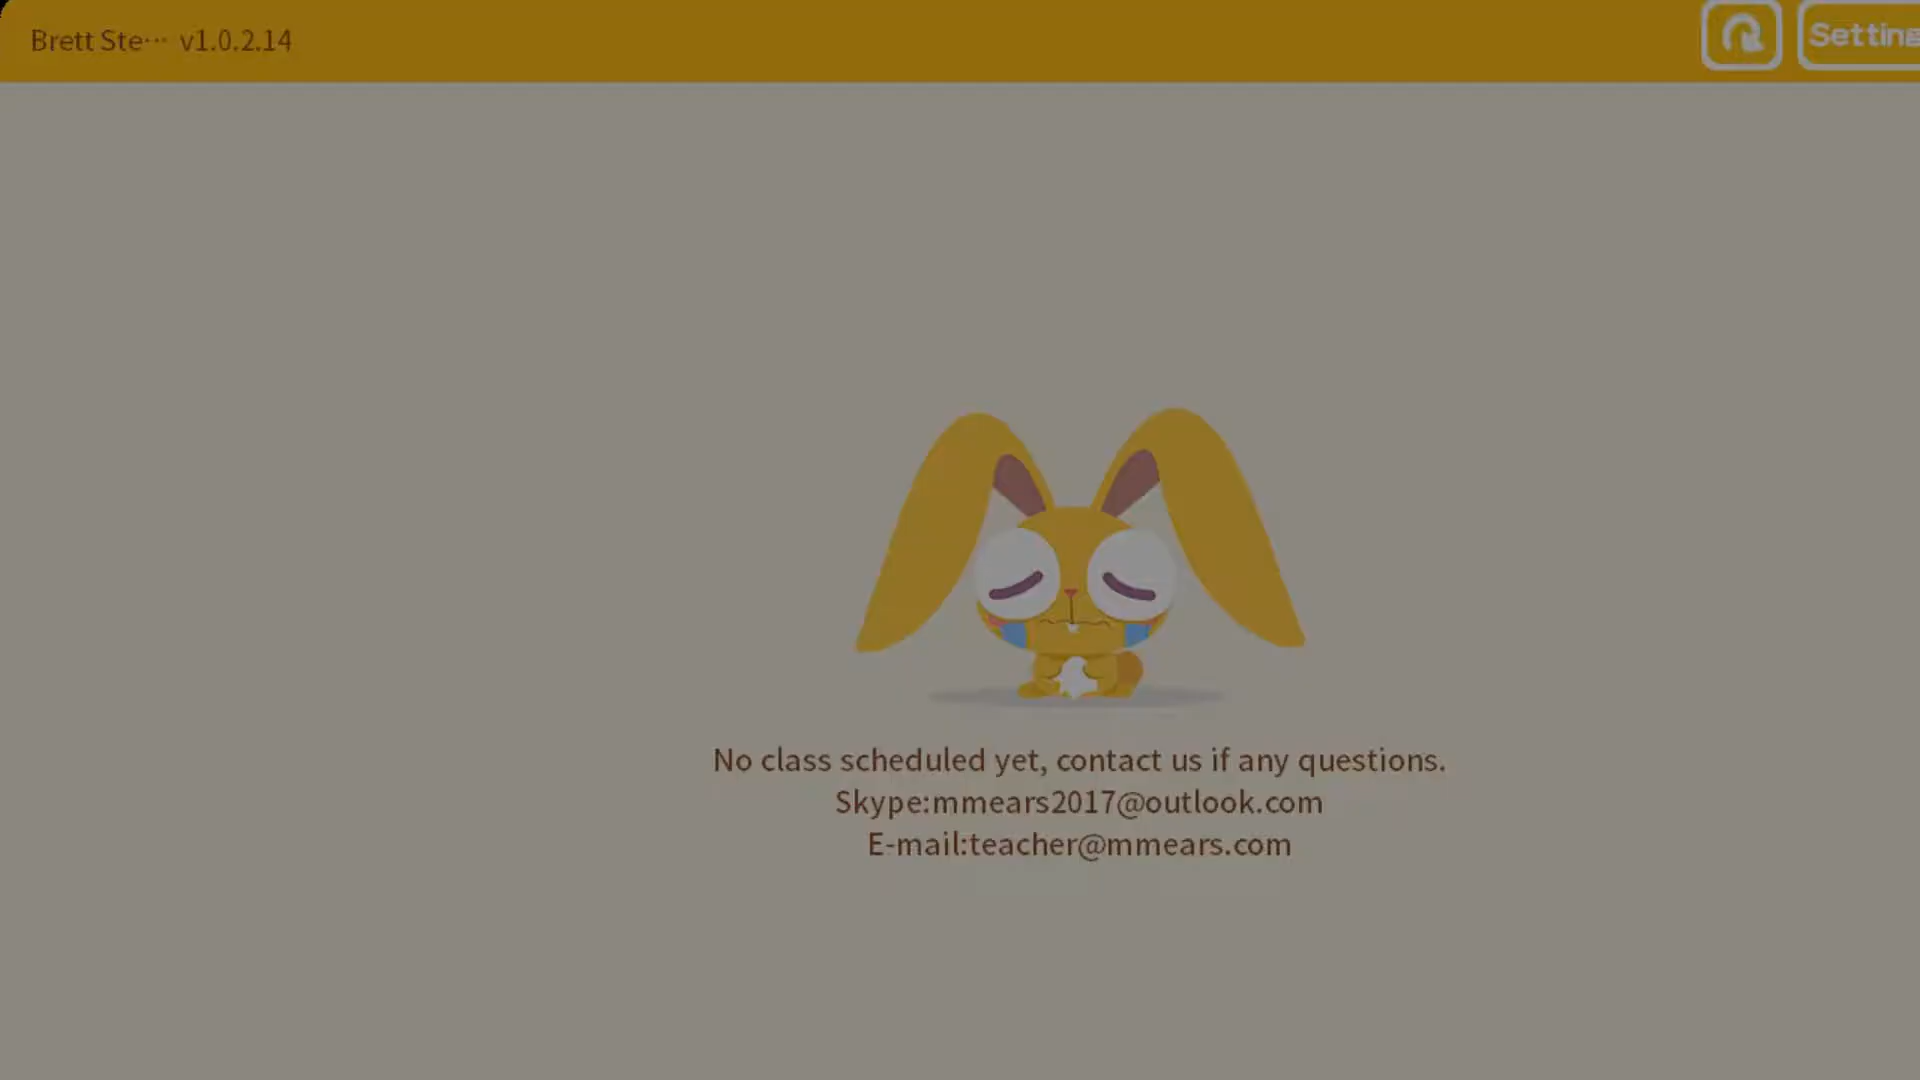 Brett Ste··· v1.0.2.14
No class scheduled yet, contact us if any questions.
Skype:mmears2017@outlook.com
E-mail:teacher@mmears.com